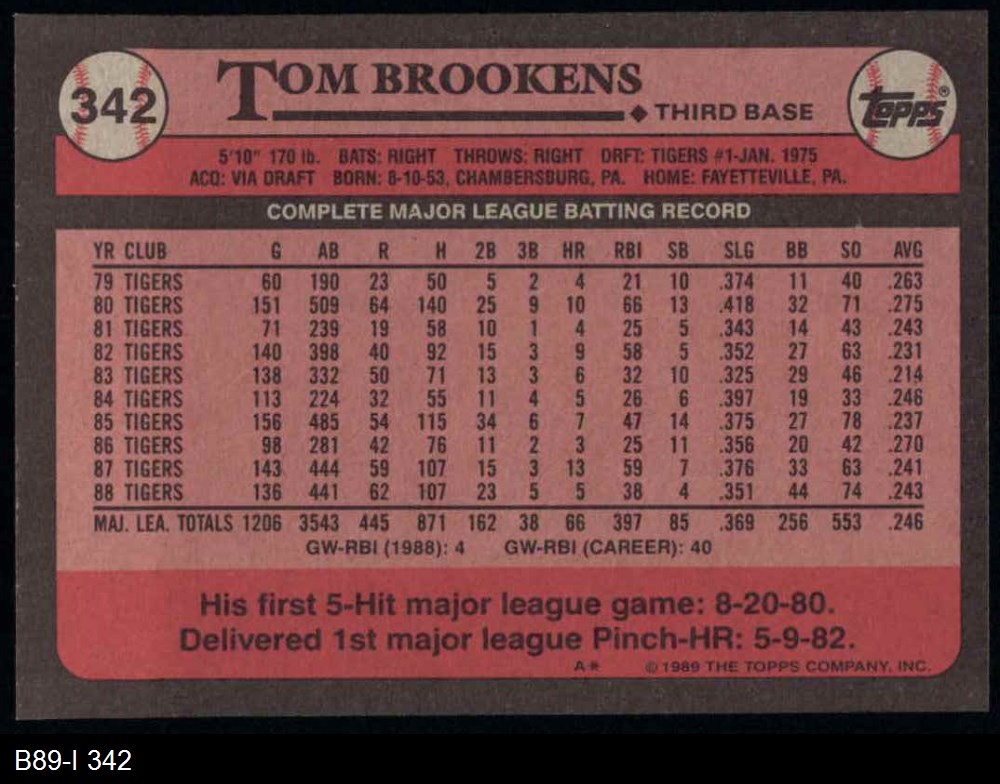 342
TOM BROOKENS
THIRD BASE
TOPPS®
5'10" 170 lb. BATS: RIGHT THROWS: RIGHT DRFT: TIGERS #1-JAN. 1975
ACQ: VIA DRAFT BORN: 8-10-53, CHAMBERSBURG, PA. HOME: FAYETTEVILLE, PA.
COMPLETE MAJOR LEAGUE BATTING RECORD
YR CLUB G AB R H 2B 3B HR RBI SB SLG BB SO AVG
79 TIGERS 60 190 23 50 5 2 4 21 10 .374 11 40 .263
80 TIGERS 151 509 64 140 25 9 10 66 13 .418 32 71 .275
81 TIGERS 71 239 19 58 10 1 4 25 5 .343 14 43 .243
82 TIGERS 140 398 40 92 15 3 9 58 5 .352 27 63 .231
83 TIGERS 138 332 50 71 13 3 6 32 10 .325 29 46 .214
84 TIGERS 113 224 32 55 11 4 5 26 6 .397 19 33 .246
85 TIGERS 156 485 54 115 34 6 7 47 14 .375 27 78 .237
86 TIGERS 98 281 42 76 11 2 3 25 11 .356 20 42 .270
87 TIGERS 143 444 59 107 15 3 13 59 7 .376 33 63 .241
88 TIGERS 136 441 62 107 23 5 5 38 4 .351 44 74 .243
MAJ. LEA. TOTALS 1206 3543 445 871 162 38 66 397 85 .369 256 553 .246
GW-RBI (1988): 4 GW-RBI (CAREER): 40
His first 5-Hit major league game: 8-20-80.
Delivered 1st major league Pinch-HR: 5-9-82.
A* © 1989 THE TOPPS COMPANY, INC.
B89-I 342